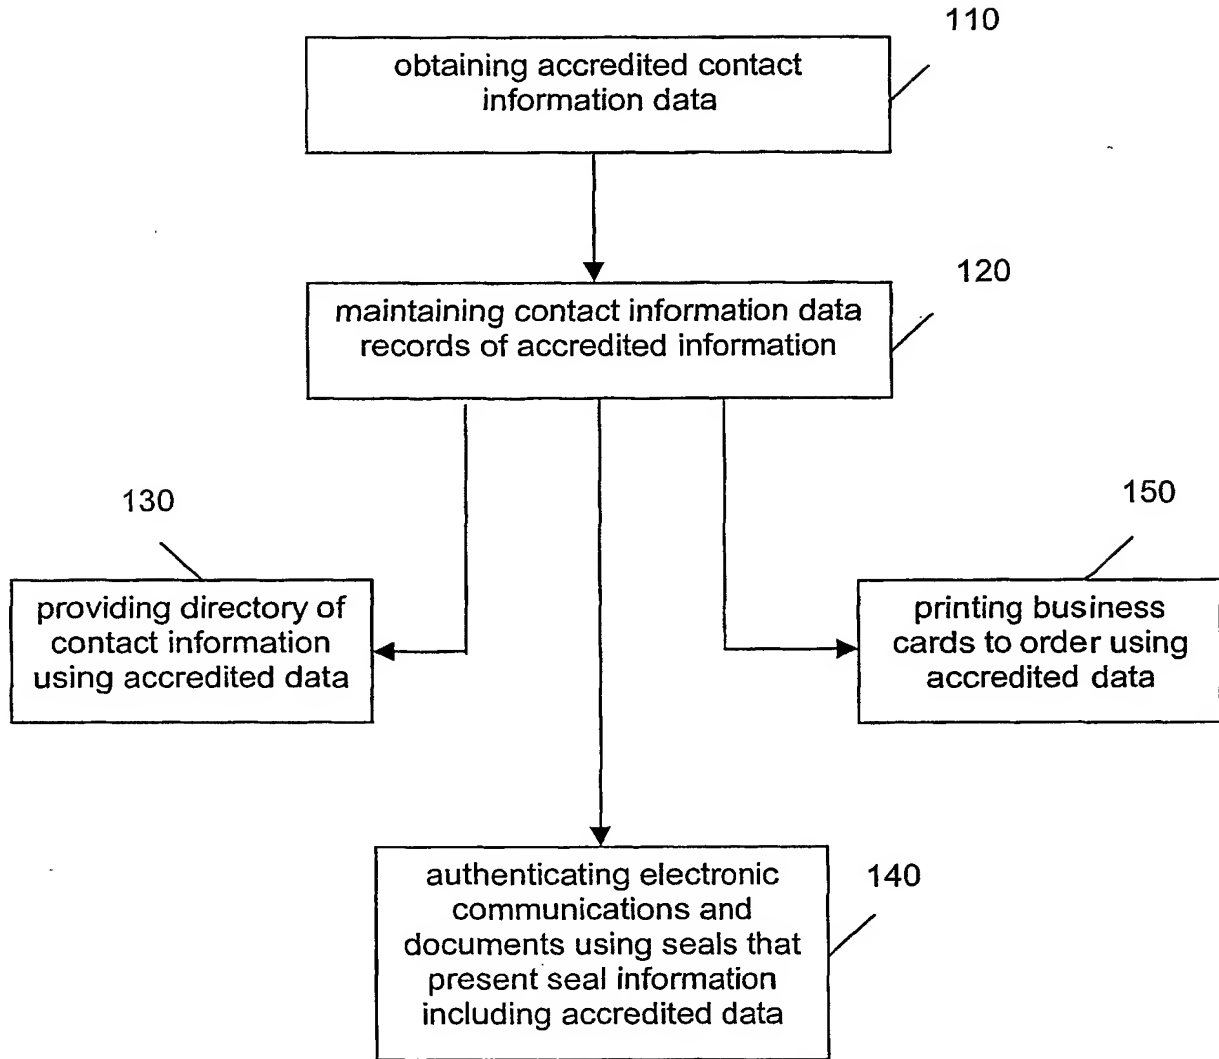 110
obtaining accredited contact
information data
120
maintaining contact information data
records of accredited information
130
providing directory of
contact information
using accredited data
150
printing business
cards to order using
accredited data
140
authenticating electronic
communications and
documents using seals that
present seal information
including accredited data